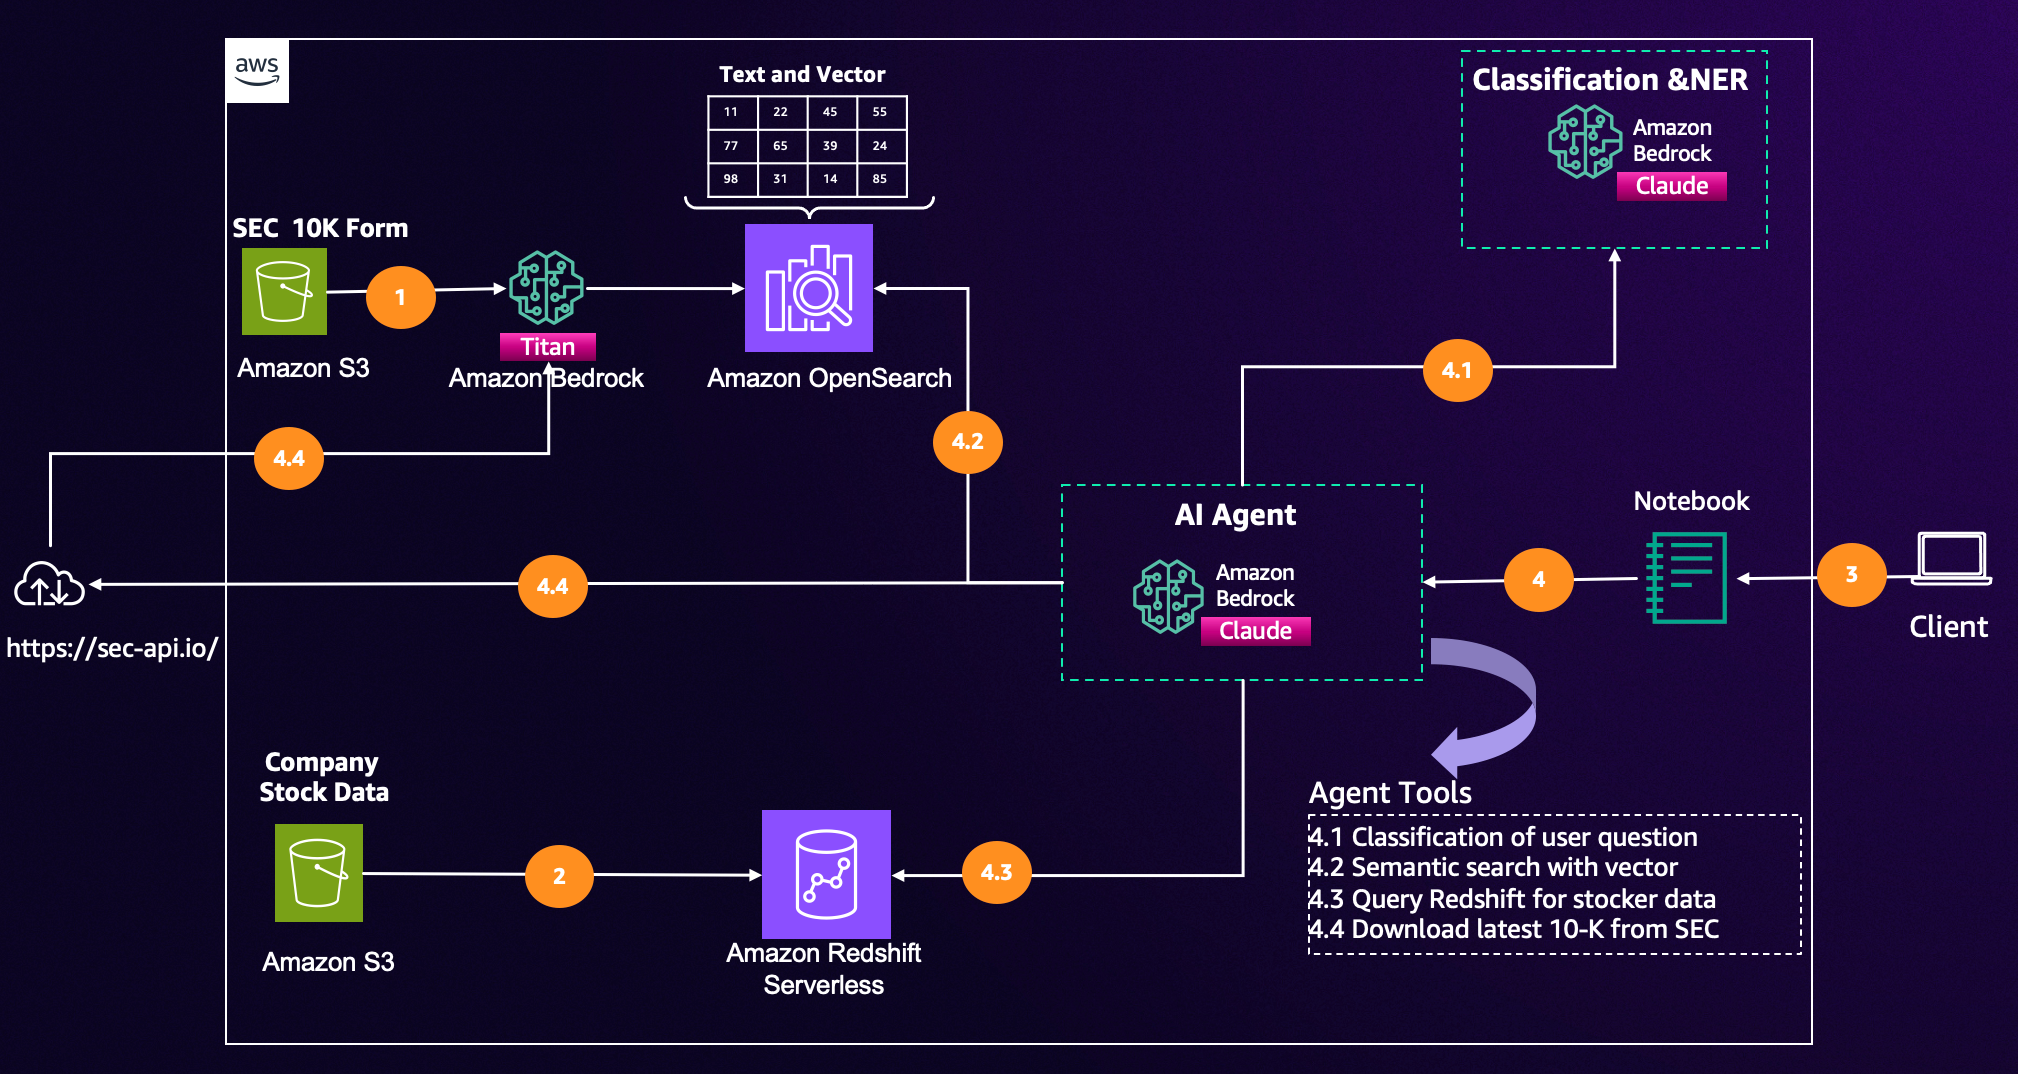 aws
Text and Vector
11 22 45 55
77 65 39 24
98 31 14 85
Classification &NER
Amazon
Bedrock
Claude
SEC 10K Form
1
Amazon S3
Titan
Amazon Bedrock
Amazon OpenSearch
4.1
4.4
4.2
AI Agent
Amazon
Bedrock
Claude
Notebook
4
3
Client
4.4
https://sec-api.io/
Company
Stock Data
2
Amazon S3
Amazon Redshift
Serverless
4.3
Agent Tools
4.1 Classification of user question
4.2 Semantic search with vector
4.3 Query Redshift for stocker data
4.4 Download latest 10-K from SEC